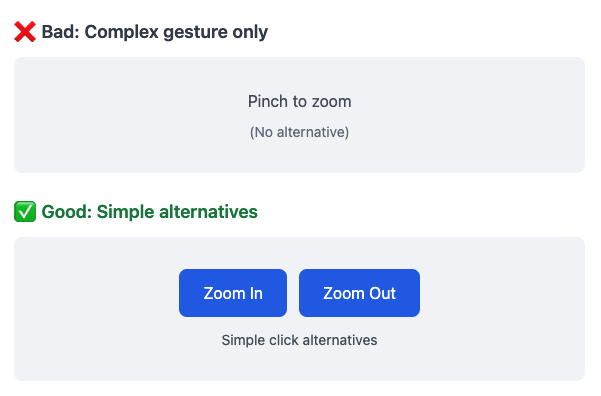 ❌ Bad: Complex gesture only
Pinch to zoom
(No alternative)
✅ Good: Simple alternatives
Zoom In Zoom Out
Simple click alternatives